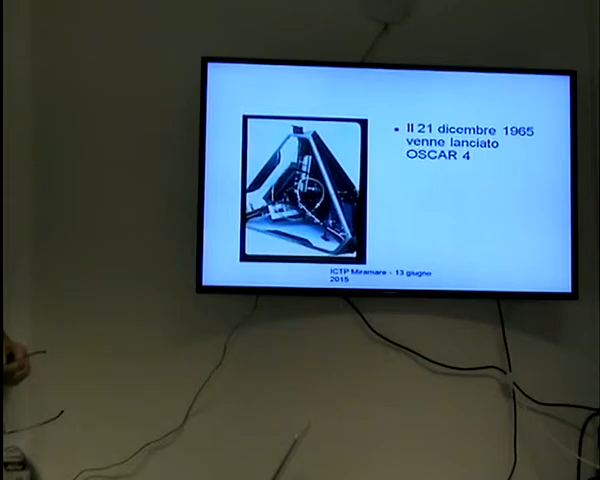 • Il 21 dicembre 1965
venne lanciato
OSCAR 4
ICTP Miramare - 13 giugno
2015